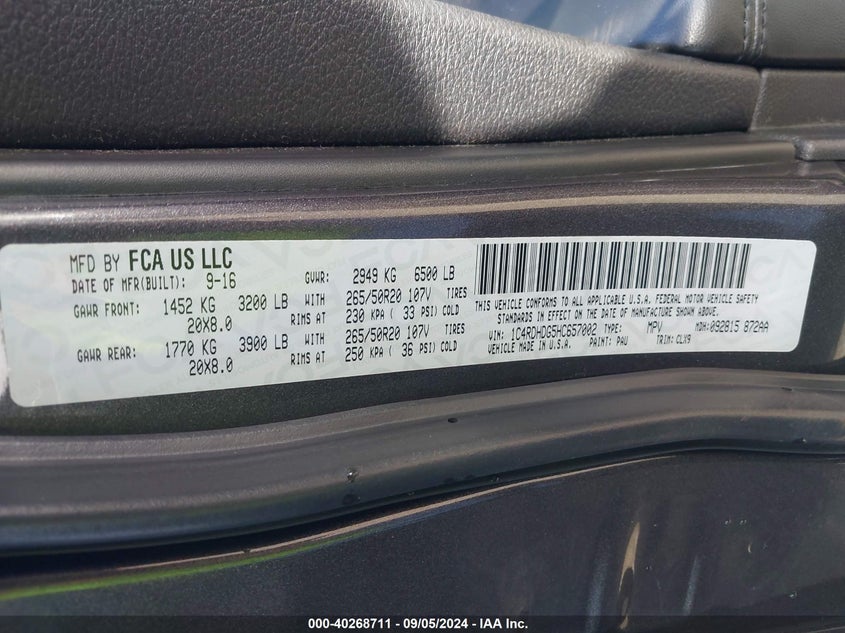 MFD BY FCA US LLC
DATE OF MFR(BUILT): 9-16 GVWR: 2949 KG 6500 LB
GAWR FRONT: 1452 KG 3200 LB WITH 265/50R20 107V TIRES
20X8.0 RIMS AT 230 KPA ( 33 PSI) COLD
GAWR REAR: 1770 KG 3900 LB WITH 265/50R20 107V TIRES
20X8.0 RIMS AT 250 KPA ( 36 PSI) COLD
THIS VEHICLE CONFORMS TO ALL APPLICABLE U.S.A. FEDERAL MOTOR VEHICLE SAFETY
STANDARDS IN EFFECT ON THE DATE OF MANUFACTURE SHOWN ABOVE.
VIN: 1C4RDHDG5HC657002 TYPE: MPV MDH: 092815 872AA
VEHICLE MADE IN U.S.A. PAINT: PAU TRIM: CLX9
000-40268711 - 09/05/2024 - IAA Inc.